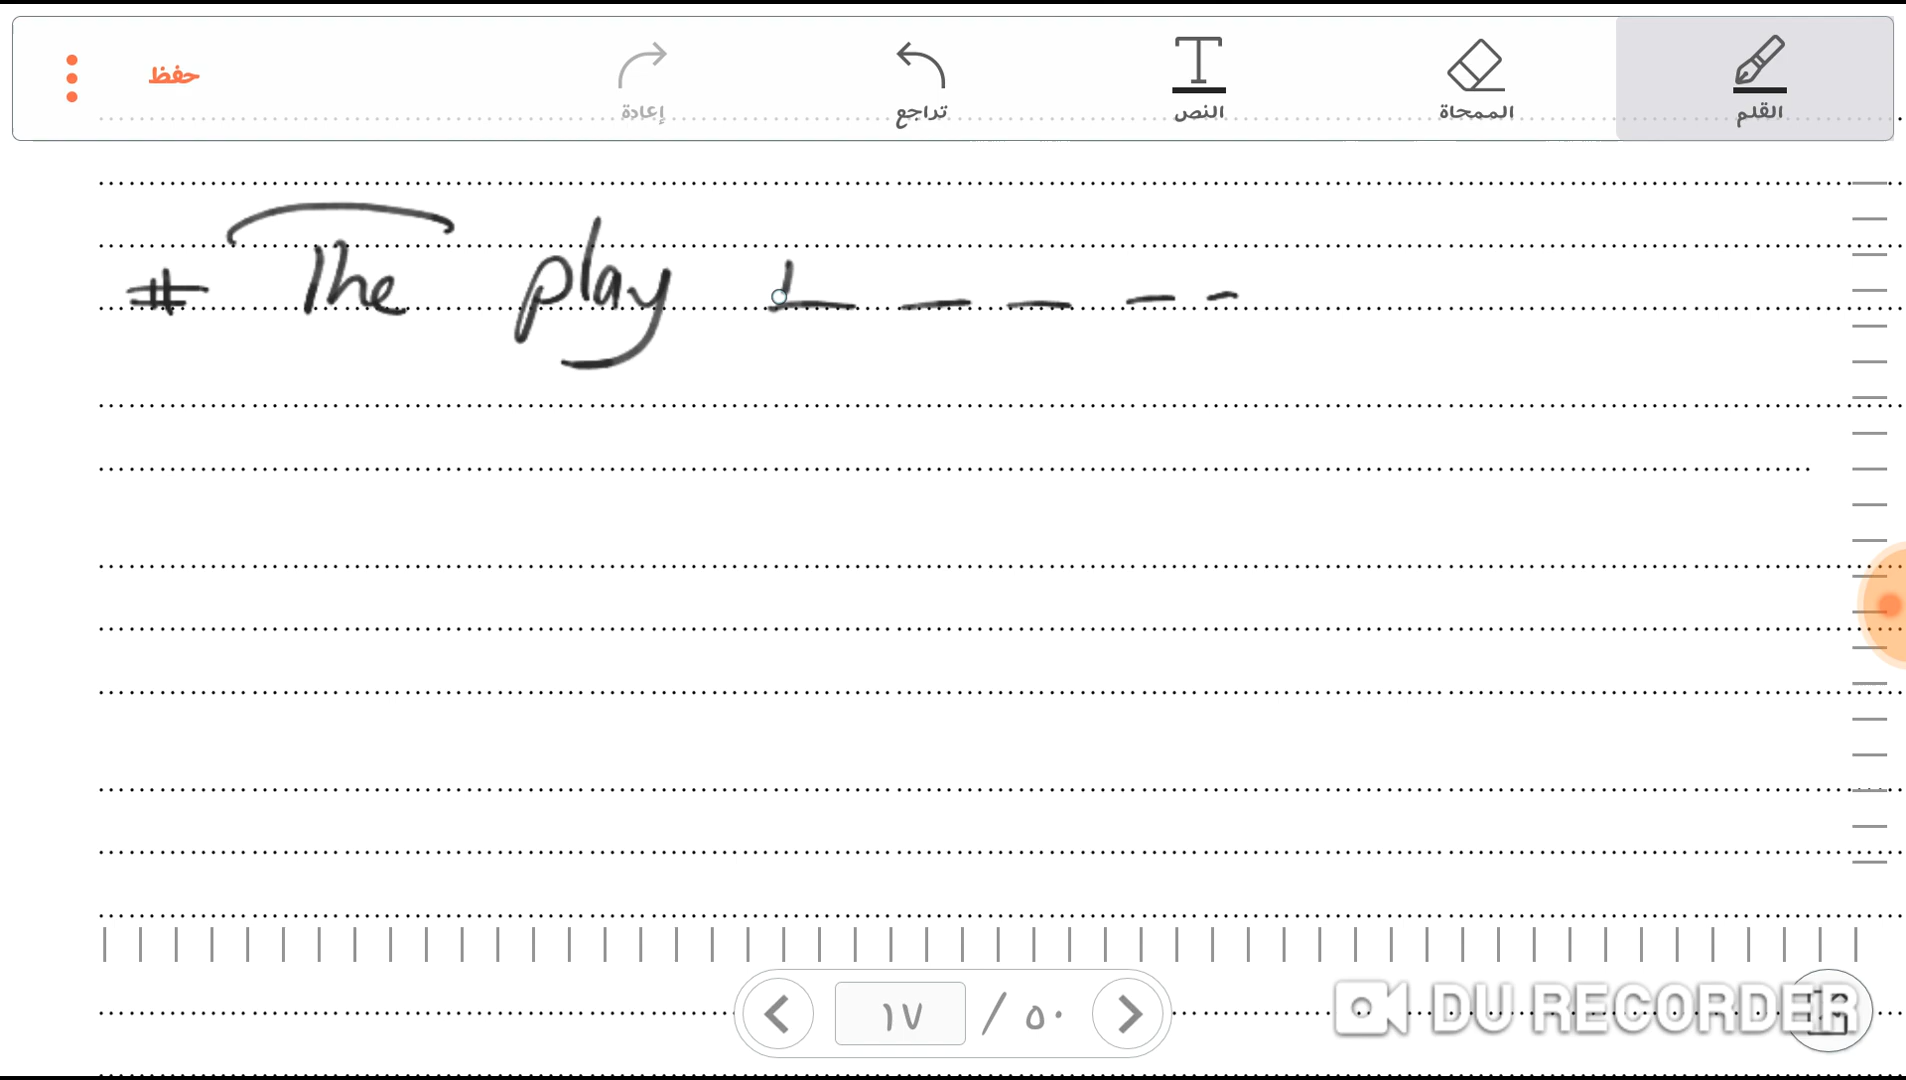 حفظ إعادة تراجع النص الممحاة القلم
# The play
١٧ / ٥٠
DU RECORDER